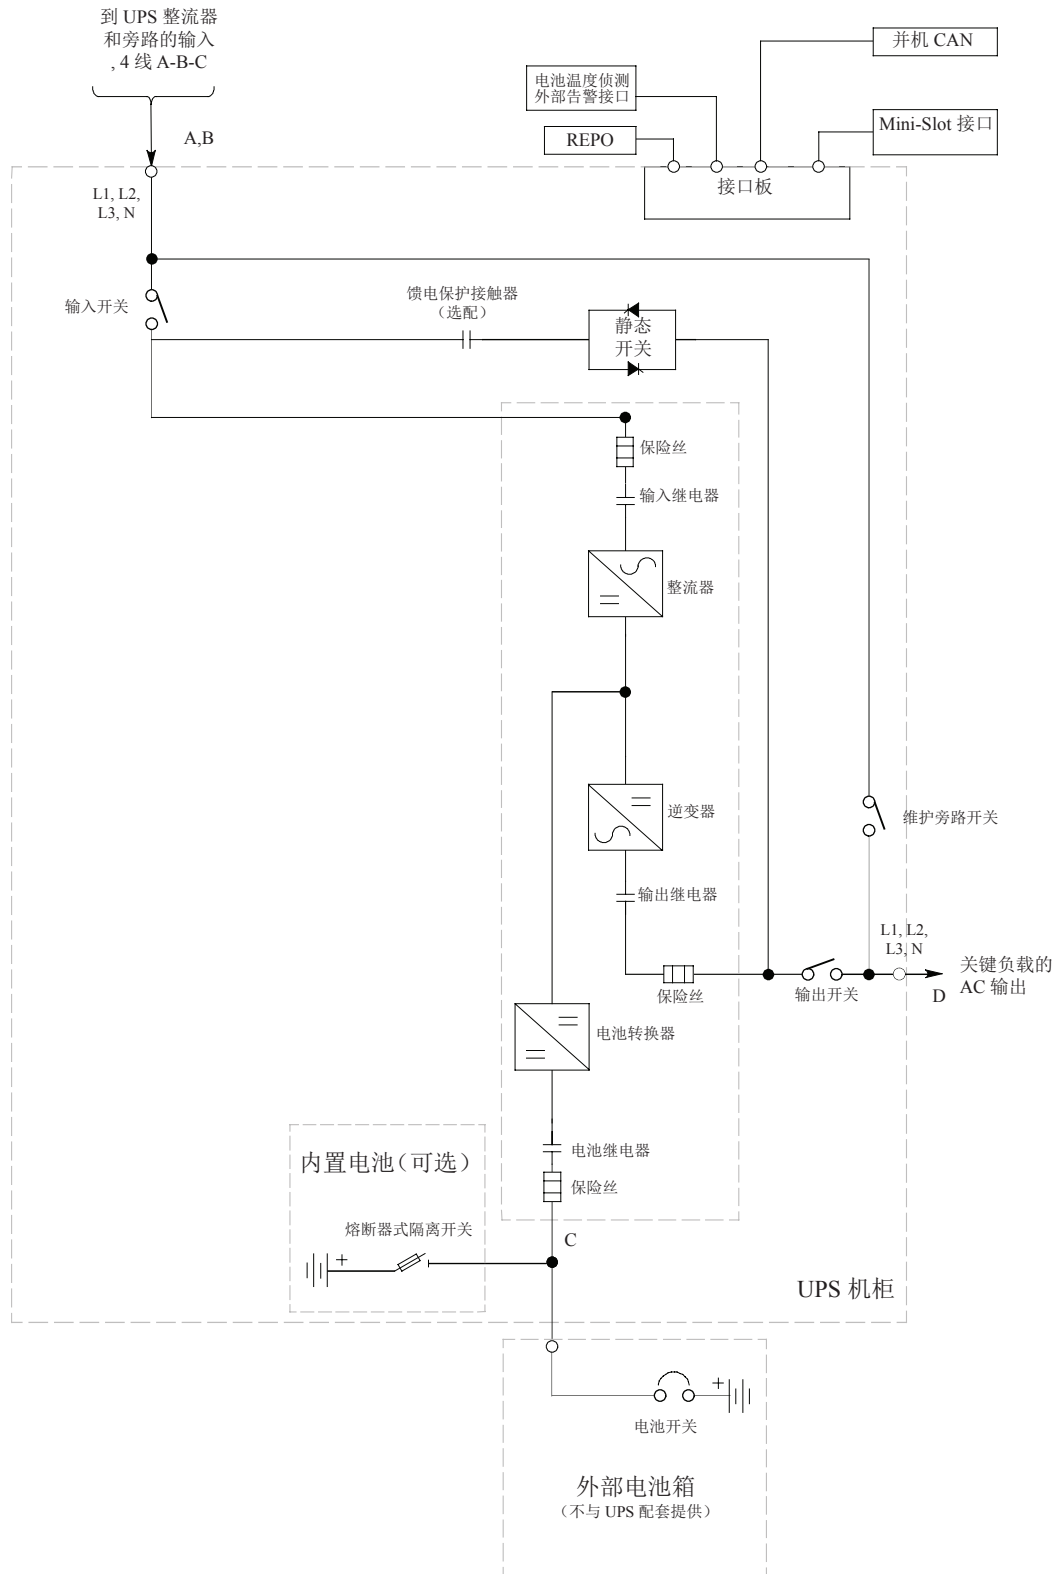 到 UPS 整流器
和旁路的输入
, 4 线 A-B-C
并机 CAN
电池温度侦测
外部告警接口
REPO
Mini-Slot 接口
A,B
接口板
L1, L2,
L3, N
输入开关
馈电保护接触器
（选配）
静态
开关
保险丝
输入继电器
整流器
逆变器
维护旁路开关
输出继电器
L1, L2,
L3, N
关键负载的
AC 输出
D
保险丝
输出开关
电池转换器
电池继电器
内置电池（可选）
保险丝
熔断器式隔离开关
C
+
UPS 机柜
+
电池开关
外部电池箱
（不与 UPS 配套提供）